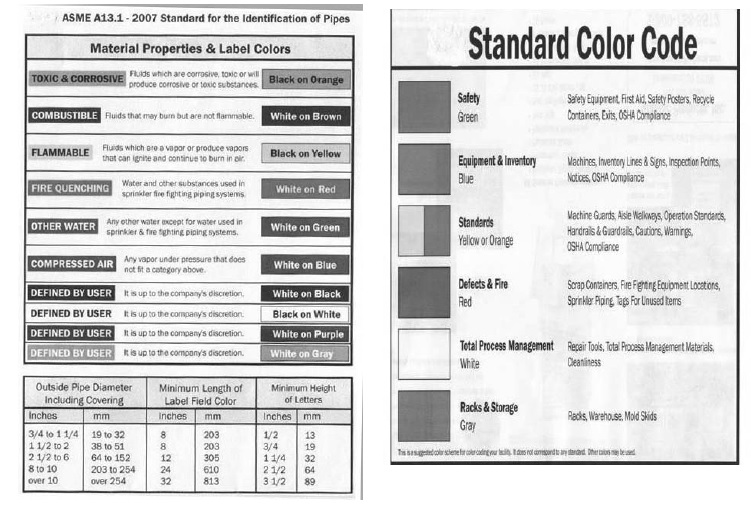 ASME A13.1 - 2007 Standard for the Identification of Pipes
Material Properties & Label Colors
TOXIC & CORROSIVE Fluids which are corrosive, toxic or will produce corrosive or toxic substances. Black on Orange
COMBUSTIBLE Fluids that may burn but are not flammable. White on Brown
FLAMMABLE Fluids which are a vapor or produce vapors that can ignite and continue to burn in air. Black on Yellow
FIRE QUENCHING Water and other substances used in sprinkler fire fighting piping systems. White on Red
OTHER WATER Any other water except for water used in sprinkler & fire fighting piping systems. White on Green
COMPRESSED AIR Any vapor under pressure that does not fit a category above. White on Blue
DEFINED BY USER It is up to the company's discretion. White on Black
DEFINED BY USER It is up to the company's discretion. Black on White
DEFINED BY USER It is up to the company's discretion. White on Purple
DEFINED BY USER It is up to the company's discretion. White on Gray
Outside Pipe Diameter Including Covering Minimum Length of Label Field Color Minimum Height of Letters
Inches mm Inches mm Inches mm
3/4 to 1 1/4 19 to 32 8 203 1/2 13
1 1/2 to 2 38 to 51 8 203 3/4 19
2 1/2 to 6 64 to 152 12 305 1 1/4 32
8 to 10 203 to 254 24 610 2 1/2 64
over 10 over 254 32 813 3 1/2 89
Standard Color Code
Safety
Green
Safety Equipment, First Aid, Safety Posters, Recycle
Containers, Exits, OSHA Compliance
Equipment & Inventory
Blue
Machines, Inventory Lines & Signs, Inspection Points,
Notices, OSHA Compliance
Standards
Yellow or Orange
Machine Guards, Aisle Walkways, Operation Standards,
Handrails & Guardrails, Cautions, Warnings,
OSHA Compliance
Defects & Fire
Red
Scrap Containers, Fire Fighting Equipment Locations,
Sprinkler Piping, Tags For Unused Items
Total Process Management
White
Repair Tools, Total Process Management Materials,
Cleanliness
Racks & Storage
Gray
Racks, Warehouse, Mold Skids
This is a suggested color scheme for color coding your facility. It does not correspond to any standard. Other colors may be used.